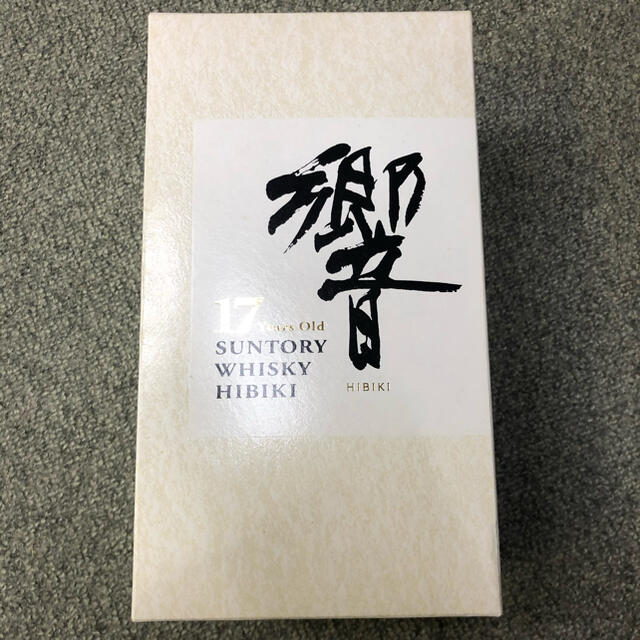 響
17 Years Old
SUNTORY
WHISKY
HIBIKI
HIBIKI